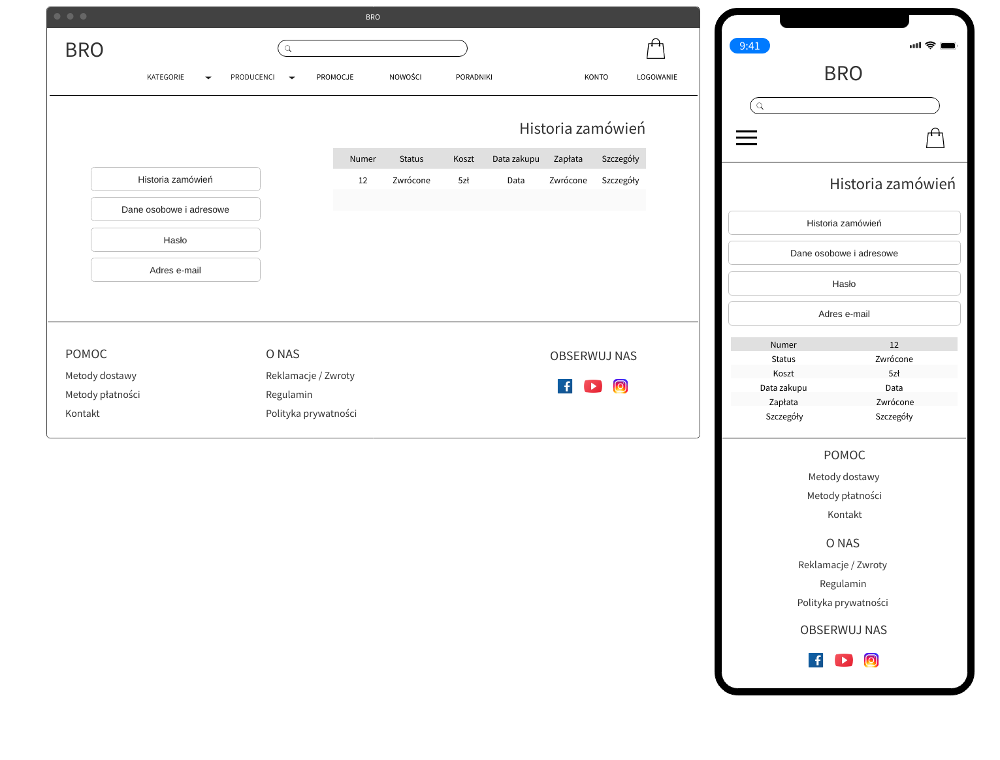 BRO
BRO
KATEGORIE PRODUCENCI PROMOCJE NOWOŚCI PORADNIKI KONTO LOGOWANIE
Historia zamówień
Numer Status Koszt Data zakupu Zapłata Szczegóły
12 Zwrócone 5zł Data Zwrócone Szczegóły
Historia zamówień
Dane osobowe i adresowe
Hasło
Adres e-mail
POMOC
Metody dostawy
Metody płatności
Kontakt
O NAS
Reklamacje / Zwroty
Regulamin
Polityka prywatności
OBSERWUJ NAS
9:41
BRO
Historia zamówień
Historia zamówień
Dane osobowe i adresowe
Hasło
Adres e-mail
Numer 12
Status Zwrócone
Koszt 5zł
Data zakupu Data
Zapłata Zwrócone
Szczegóły Szczegóły
POMOC
Metody dostawy
Metody płatności
Kontakt
O NAS
Reklamacje / Zwroty
Regulamin
Polityka prywatności
OBSERWUJ NAS